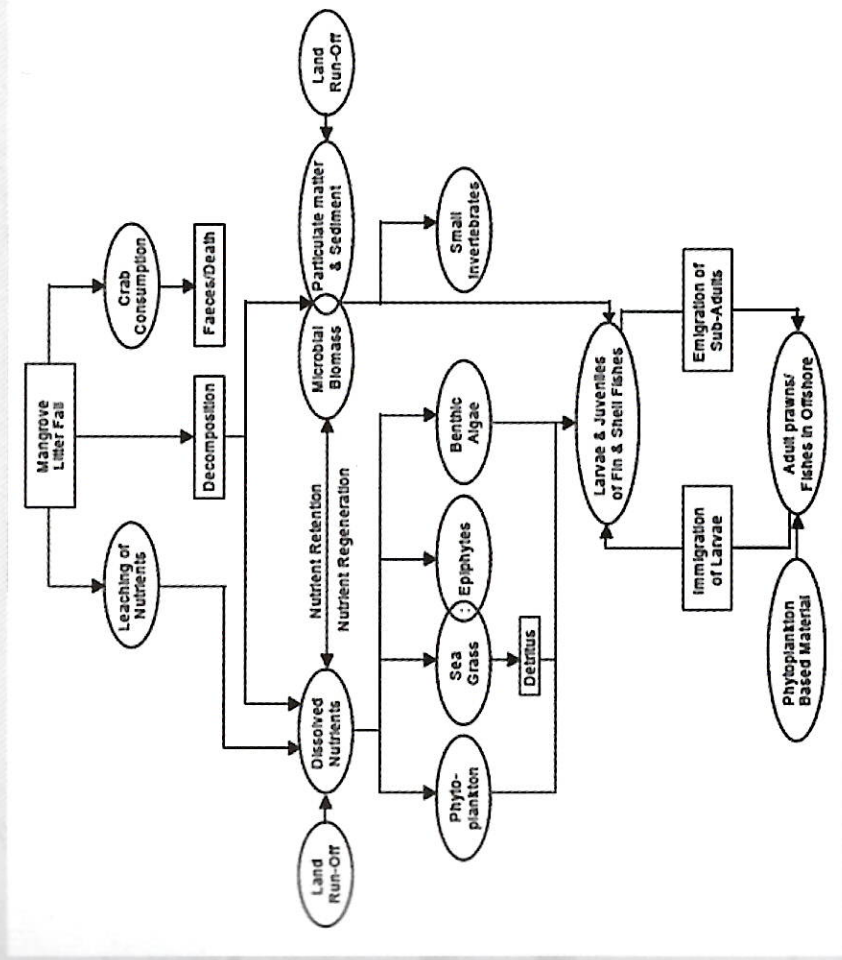 Mangrove
Litter Fall
Leaching of
Nutrients
Crab
Consumption
Decomposition
Faeces/Death
Land
Run-Off
Dissolved
Nutrients
Nutrient Retention
Nutrient Regeneration
Microbial
Biomass
Particulate matter
& Sediment
Land
Run-Off
Phyto-
plankton
Sea
Grass
: Epiphytes
Benthic
Algae
Small
Invertebrates
Detritus
Larvae & Juveniles
of Fin & Shell Fishes
Immigration
of Larvae
Emigration of
Sub-Adults
Phytoplankton
Based Material
Adult prawns/
Fishes in Offshore